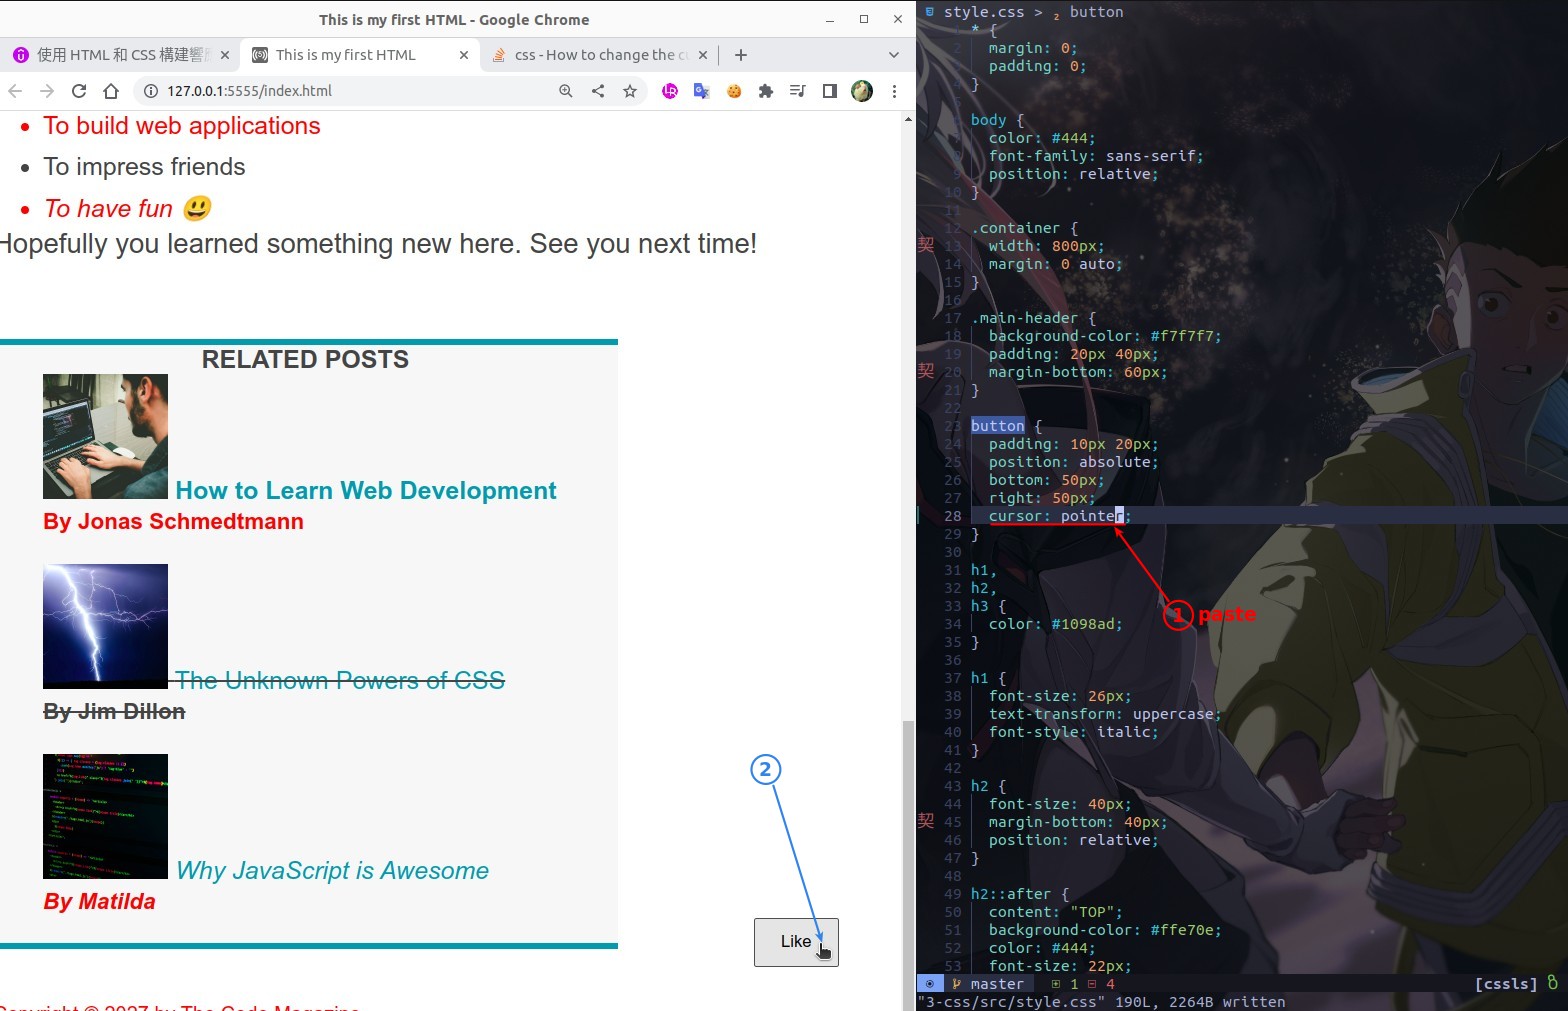 This is my first HTML - Google Chrome
使用 HTML 和 CSS 構建響應
This is my first HTML
css - How to change the cu
127.0.0.1:5555/index.html
To build web applications
To impress friends
To have fun 😃
Hopefully you learned something new here. See you next time!
RELATED POSTS
How to Learn Web Development
By Jonas Schmedtmann
The Unknown Powers of CSS
By Jim Dillon
Why JavaScript is Awesome
By Matilda
2
Like
Copyright © 2027 by The Code Magazine
style.css > button
* {
2 margin: 0;
padding: 0;
}
body {
color: #444;
font-family: sans-serif;
9 position: relative;
10 }
11
12 .container {
契 13 width: 800px;
14 margin: 0 auto;
15 }
16
17 .main-header {
18 background-color: #f7f7f7;
19 padding: 20px 40px;
契 20 margin-bottom: 60px;
21 }
22
23 button {
24 padding: 10px 20px;
25 position: absolute;
26 bottom: 50px;
27 right: 50px;
28 cursor: pointer;
29 }
30
31 h1,
32 h2,
33 h3 {
1 paste
34 color: #1098ad;
35 }
36
37 h1 {
38 font-size: 26px;
39 text-transform: uppercase;
40 font-style: italic;
41 }
42
43 h2 {
44 font-size: 40px;
契 45 margin-bottom: 40px;
46 position: relative;
47 }
48
49 h2::after {
50 content: "TOP";
51 background-color: #ffe70e;
52 color: #444;
53 font-size: 22px;
master 1 4 [cssls]
"3-css/src/style.css" 190L, 2264B written